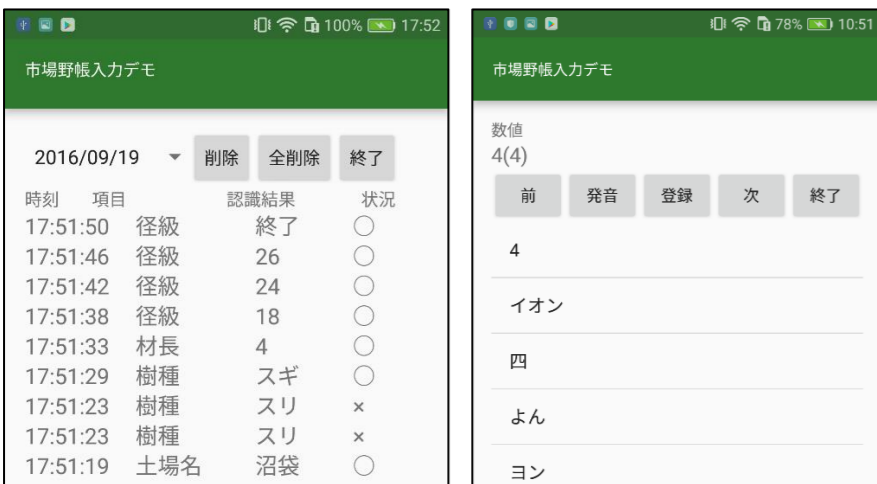 100% 17:52
市場野帳入力デモ
2016/09/19 削除 全削除 終了
時刻 項目 認識結果 状況
17:51:50 径級 終了 ○
17:51:46 径級 26 ○
17:51:42 径級 24 ○
17:51:38 径級 18 ○
17:51:33 材長 4 ○
17:51:29 樹種 スギ ○
17:51:23 樹種 スリ ×
17:51:23 樹種 スリ ×
17:51:19 土場名 沼袋 ○
78% 10:51
市場野帳入力デモ
数値
4(4)
前 発音 登録 次 終了
4
イオン
四
よん
ヨン